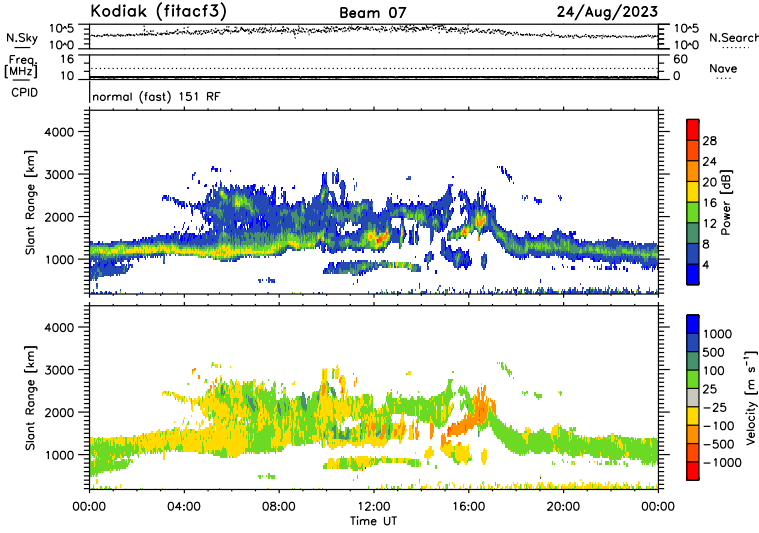 Kodiak (fitacf3) Beam 07 24/Aug/2023
N.Sky 10^5 10^0 10^5 10^0 N.Search
Freq. [MHz] 16 10 60 0 Nave
CPID normal (fast) 151 RF
Slant Range [km] 4000 3000 2000 1000
28 24 20 16 12 8 4 Power [dB]
Slant Range [km] 4000 3000 2000 1000
1000 500 100 25 -25 -100 -500 -1000 Velocity [m s^-1]
00:00 04:00 08:00 12:00 16:00 20:00 00:00
Time UT